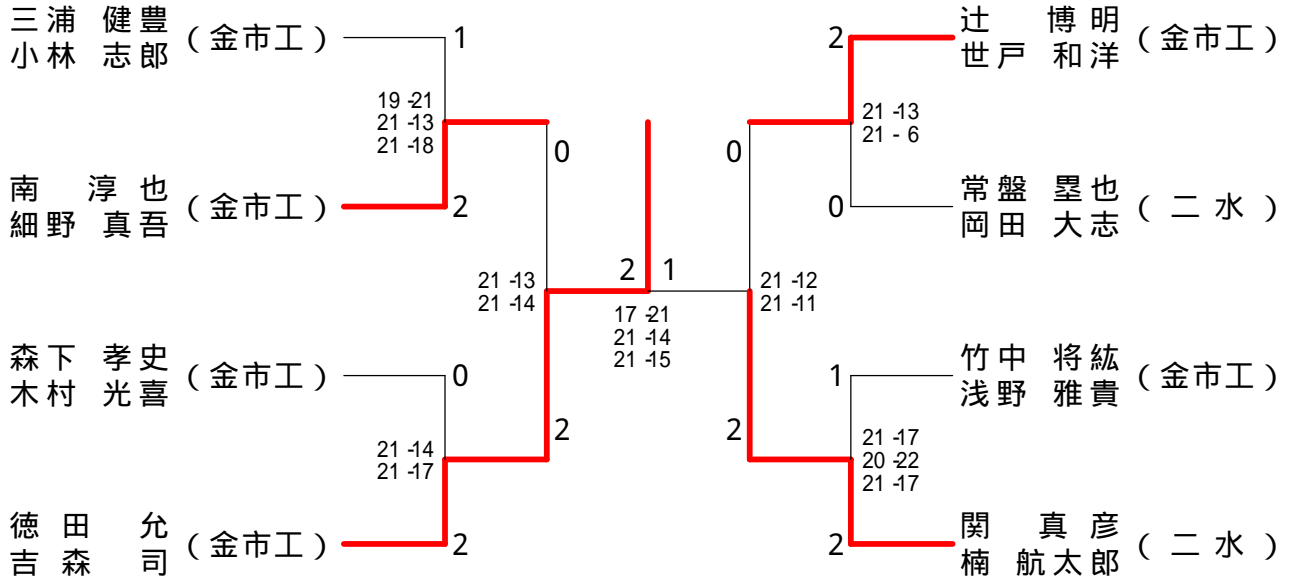 三浦 健豊
小林 志郎
(金市工)
1
19-21
21-13
21-18
南 淳也
細野 真吾
(金市工)
2
0
21-13
21-14
森下 孝史
木村 光喜
(金市工)
0
21-14
21-17
2
徳田 允
吉森 司
(金市工)
2
2 1
17-21
21-14
21-15
2
辻 博明
世戸 和洋
(金市工)
21-13
21- 6
0
0
常盤 塁也
岡田 大志
(二水)
21-12
21-11
1
竹中 将紘
浅野 雅貴
(金市工)
2
21-17
20-22
21-17
2
関 真彦
楠 航太郎
(二水)